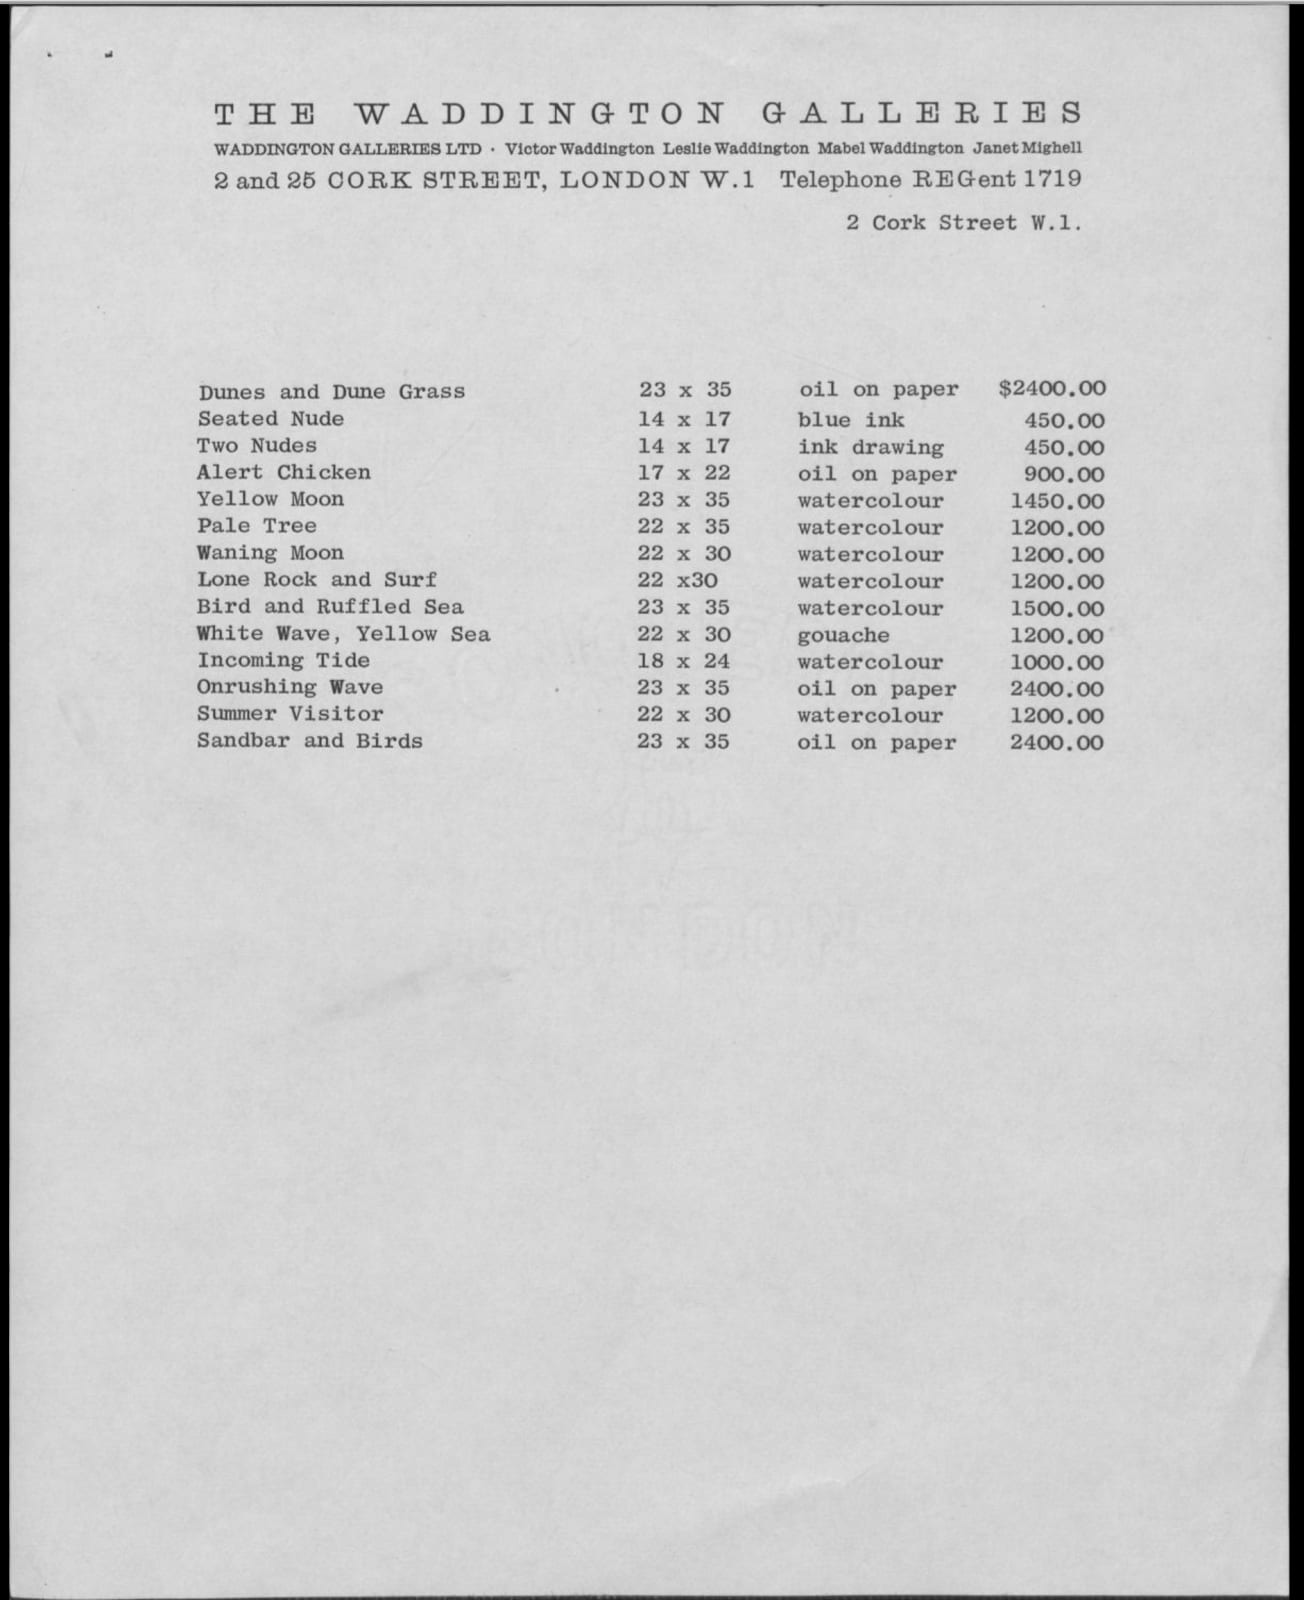 THE WADDINGTON GALLERIES
WADDINGTON GALLERIES LTD · Victor Waddington Leslie Waddington Mabel Waddington Janet Mighell
2 and 25 CORK STREET, LONDON W.1 Telephone REGent 1719
2 Cork Street W.1.
Dunes and Dune Grass 23 x 35 oil on paper $2400.00
Seated Nude 14 x 17 blue ink 450.00
Two Nudes 14 x 17 ink drawing 450.00
Alert Chicken 17 x 22 oil on paper 900.00
Yellow Moon 23 x 35 watercolour 1450.00
Pale Tree 22 x 35 watercolour 1200.00
Waning Moon 22 x 30 watercolour 1200.00
Lone Rock and Surf 22 x30 watercolour 1200.00
Bird and Ruffled Sea 23 x 35 watercolour 1500.00
White Wave, Yellow Sea 22 x 30 gouache 1200.00
Incoming Tide 18 x 24 watercolour 1000.00
Onrushing Wave 23 x 35 oil on paper 2400.00
Summer Visitor 22 x 30 watercolour 1200.00
Sandbar and Birds 23 x 35 oil on paper 2400.00